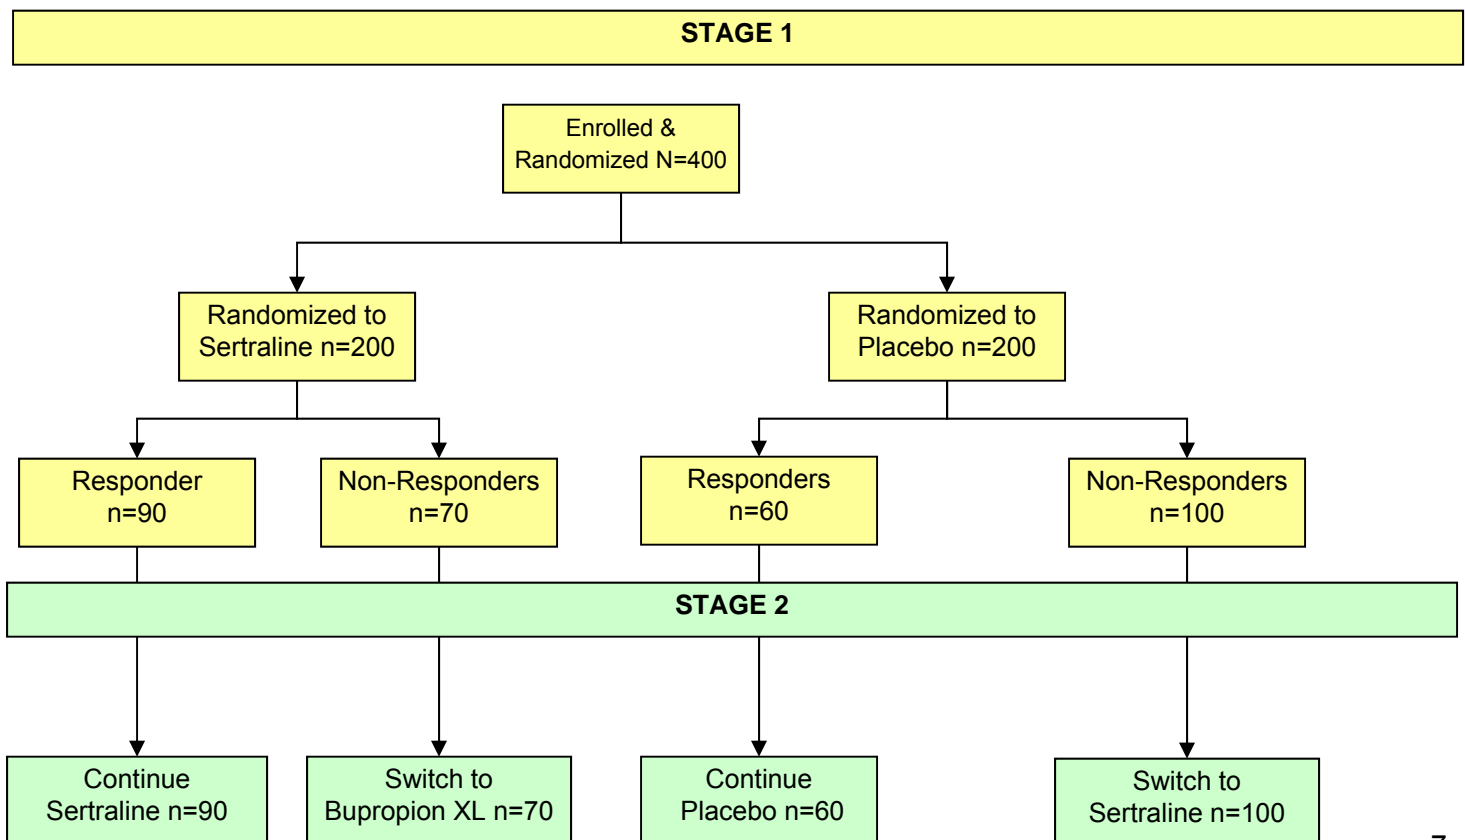 STAGE 1
Enrolled &
Randomized N=400
Randomized to
Sertraline n=200
Randomized to
Placebo n=200
Responder
n=90
Non-Responders
n=70
Responders
n=60
Non-Responders
n=100
STAGE 2
Continue
Sertraline n=90
Switch to
Bupropion XL n=70
Continue
Placebo n=60
Switch to
Sertraline n=100